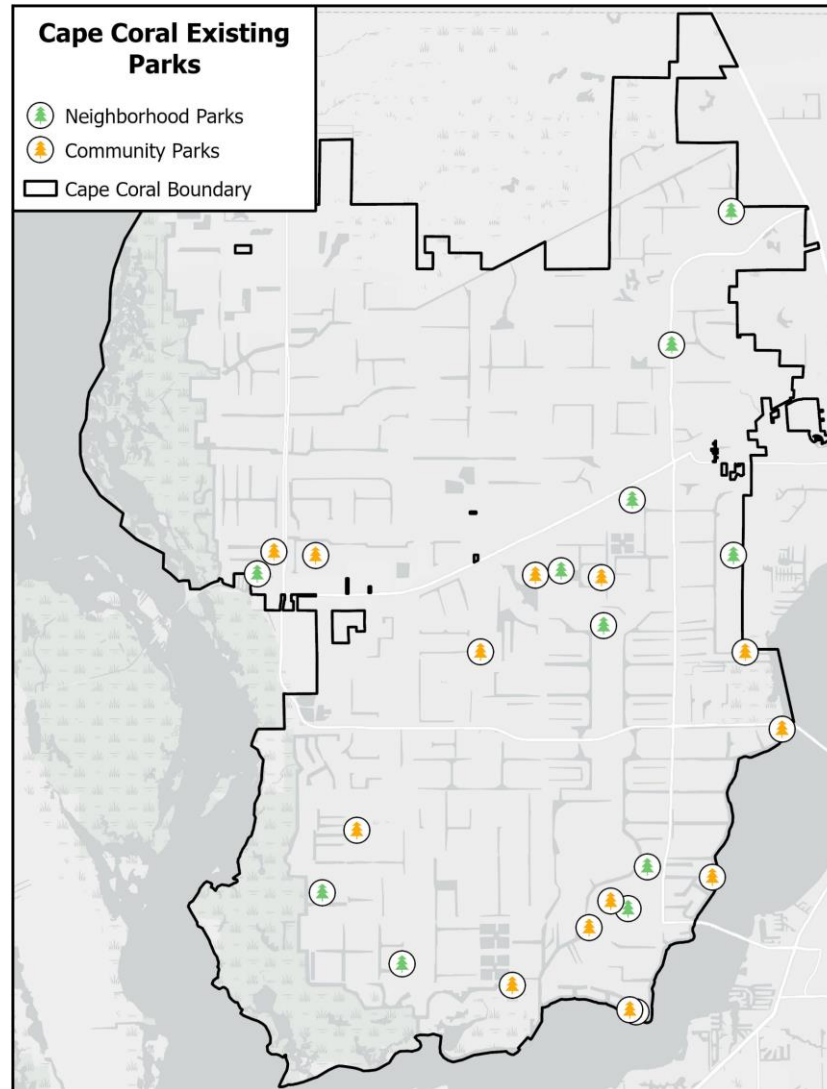 Cape Coral Existing
Parks
Neighborhood Parks
Community Parks
Cape Coral Boundary